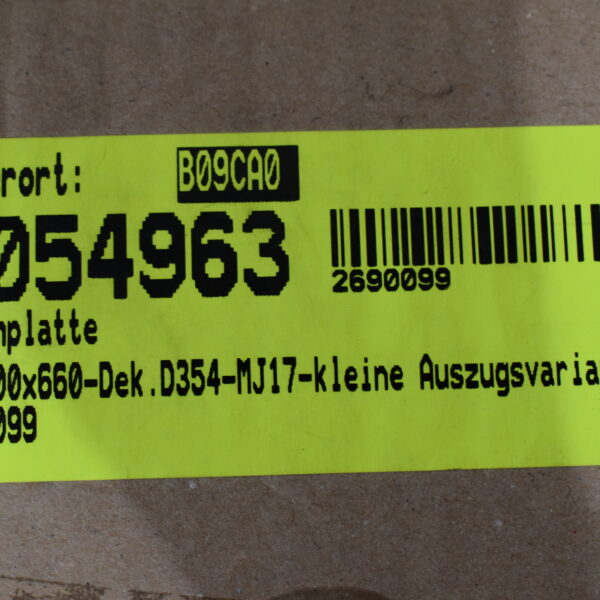 rort: B09CA0
054963
2690099
nplatte
00x660-Dek.D354-MJ17-kleine Auszugsvaria
099